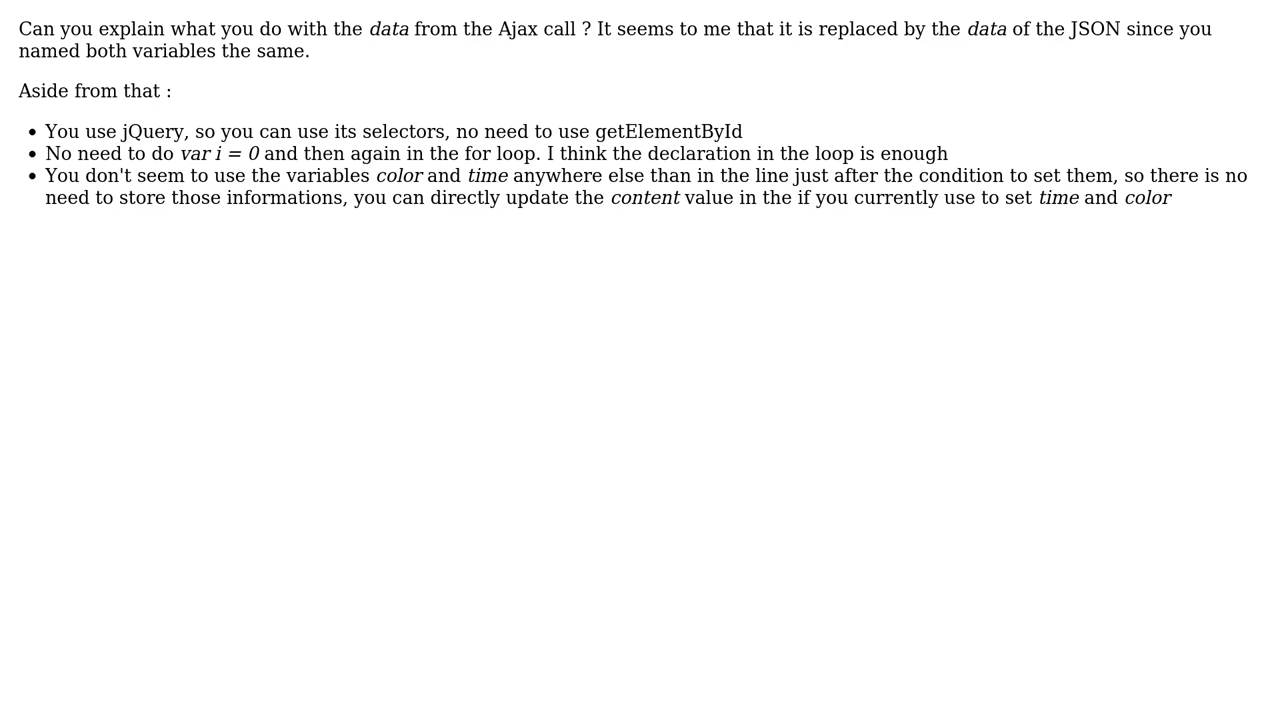 Can you explain what you do with the data from the Ajax call ? It seems to me that it is replaced by the data of the JSON since you
named both variables the same.
Aside from that :
• You use jQuery, so you can use its selectors, no need to use getElementById
• No need to do var i = 0 and then again in the for loop. I think the declaration in the loop is enough
• You don't seem to use the variables color and time anywhere else than in the line just after the condition to set them, so there is no
need to store those informations, you can directly update the content value in the if you currently use to set time and color